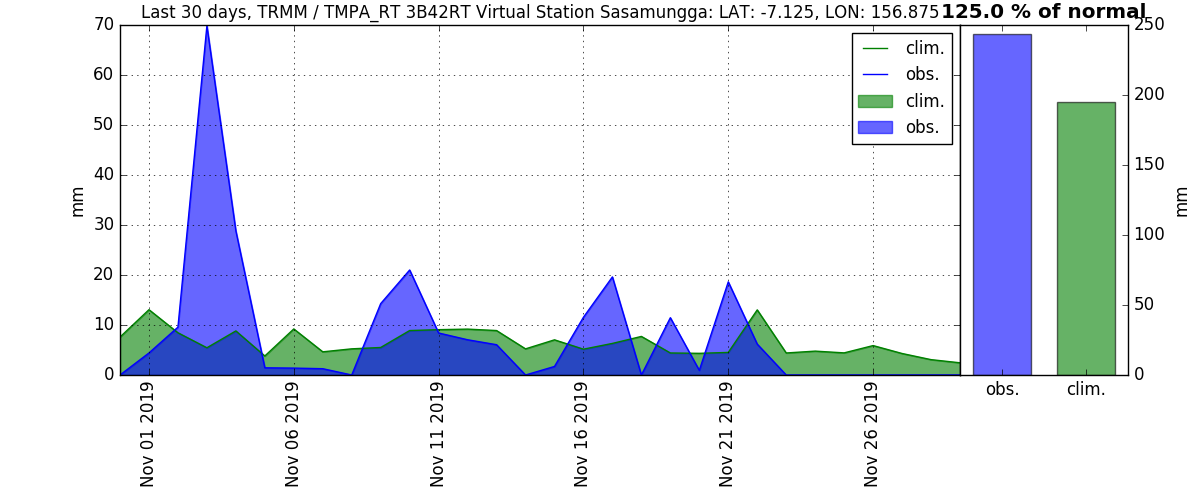 Last 30 days, TRMM / TMPA_RT 3B42RT Virtual Station Sasamungga: LAT: -7.125, LON: 156.875
125.0 % of normal
70
60
50
40
30
20
10
0
mm
clim.
obs.
clim.
obs.
Nov 01 2019
Nov 06 2019
Nov 11 2019
Nov 16 2019
Nov 21 2019
Nov 26 2019
250
200
150
100
50
0
mm
obs.
clim.